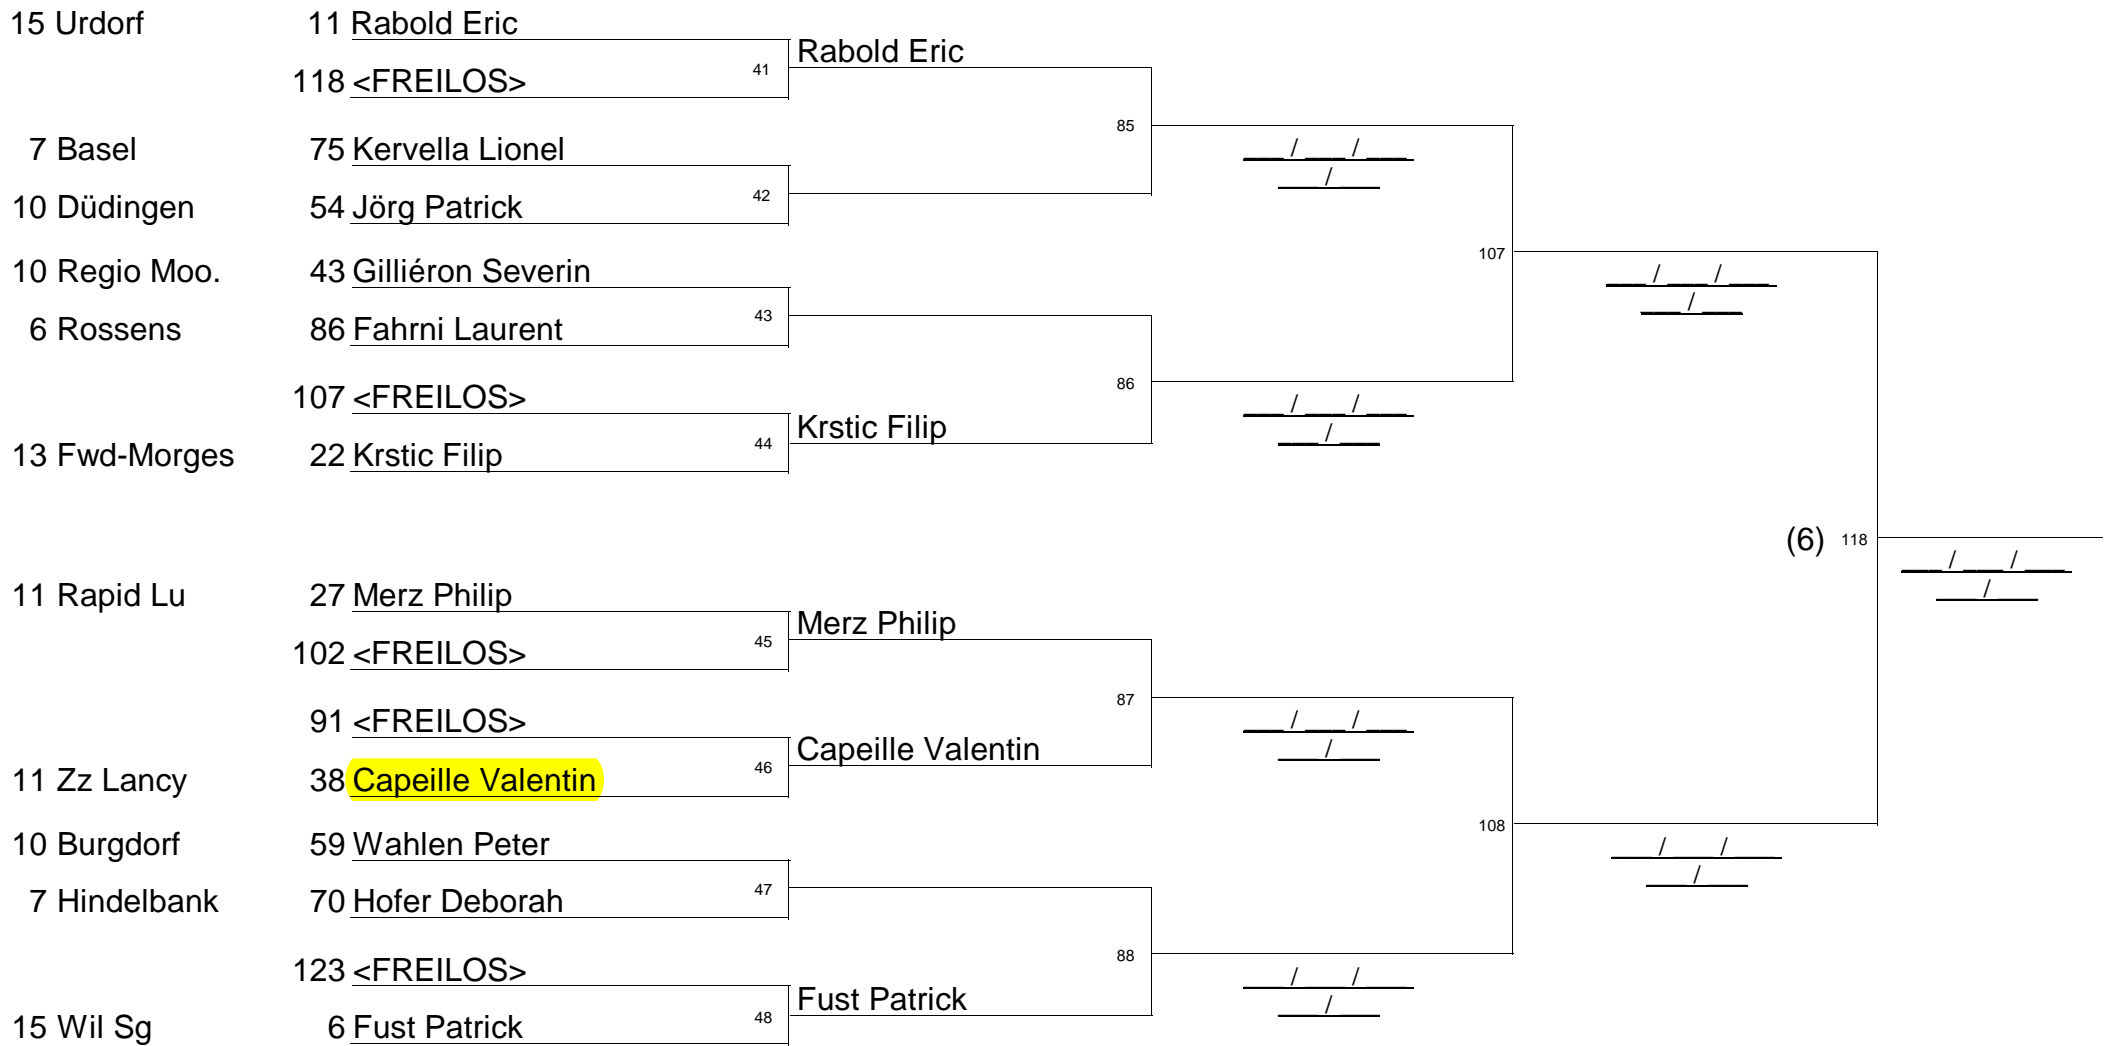 15 Urdorf 11 Rabold Eric
Rabold Eric
118 <FREILOS> 41
85
___ / ___ / ___
___ / ___
7 Basel 75 Kervella Lionel
10 Düdingen 54 Jörg Patrick 42
107
___ / ___ / ___
___ / ___
10 Regio Moo. 43 Gilliéron Severin
6 Rossens 86 Fahrni Laurent 43
86
___ / ___ / ___
___ / ___
107 <FREILOS>
Krstic Filip
13 Fwd-Morges 22 Krstic Filip 44
(6) 118
___ / ___ / ___
___ / ___
11 Rapid Lu 27 Merz Philip
Merz Philip
102 <FREILOS> 45
87
___ / ___ / ___
___ / ___
91 <FREILOS>
Capeille Valentin
11 Zz Lancy 38 Capeille Valentin 46
108
___ / ___ / ___
___ / ___
10 Burgdorf 59 Wahlen Peter
7 Hindelbank 70 Hofer Deborah 47
88
___ / ___ / ___
___ / ___
123 <FREILOS>
Fust Patrick
15 Wil Sg 6 Fust Patrick 48